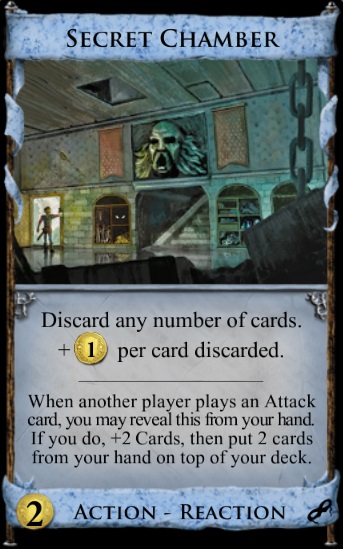 Secret Chamber
Discard any number of cards.
+1 per card discarded.
When another player plays an Attack
card, you may reveal this from your hand.
If you do, +2 Cards, then put 2 cards
from your hand on top of your deck.
2 Action - Reaction